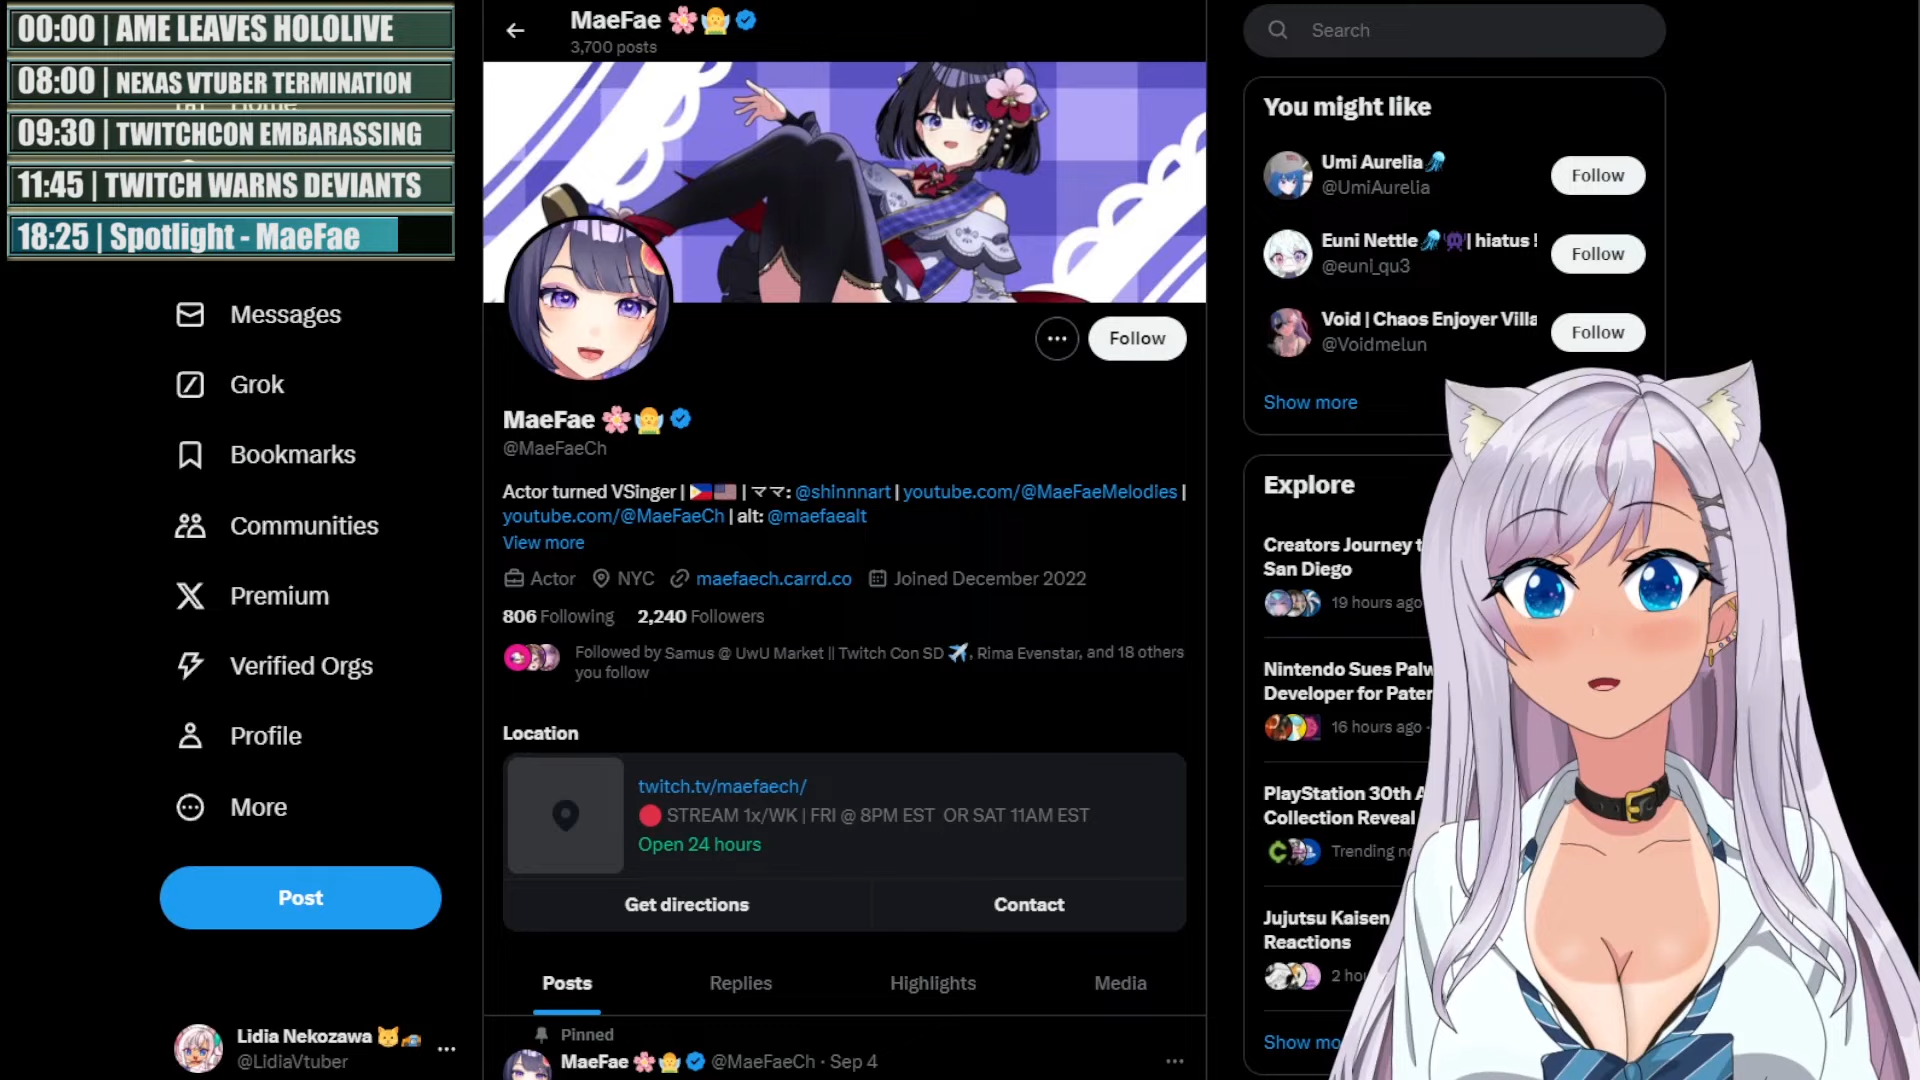 00:00 | AME LEAVES HOLOLIVE
08:00 | NEXAS VTUBER TERMINATION
09:30 | TWITCHCON EMBARASSING
11:45 | TWITCH WARNS DEVIANTS
18:25 | Spotlight - MaeFae
Messages
Grok
Bookmarks
Communities
Premium
Verified Orgs
Profile
More
Post
Lidia Nekozawa
@LidiaVtuber
MaeFae
3,700 posts
Follow
MaeFae
@MaeFaeCh
Actor turned VSinger | 🇵🇭🇺🇸 | ママ: @shinnnart | youtube.com/@MaeFaeMelodies |
youtube.com/@MaeFaeCh | alt: @maefaealt
View more
Actor NYC maefaech.carrd.co Joined December 2022
806 Following 2,240 Followers
Followed by Samus @ UwU Market || Twitch Con SD ✈️, Rima Evenstar, and 18 others
you follow
Location
twitch.tv/maefaech/
🔴 STREAM 1x/WK | FRI @ 8PM EST OR SAT 11AM EST
Open 24 hours
Get directions Contact
Posts Replies Highlights Media
Pinned
MaeFae @MaeFaeCh · Sep 4
Search
You might like
Umi Aurelia
@UmiAurelia
Follow
Euni Nettle | hiatus !
@euni_qu3
Follow
Void | Chaos Enjoyer
@Voidmelun
Follow
Show more
Explore
Creators Journey
San Diego
19 hours ago
Nintendo Sues
Developer for
16 hours ago ·
PlayStation 30th
Collection Reveal
Trending
Jujutsu Kaisen
Reactions
2
Show